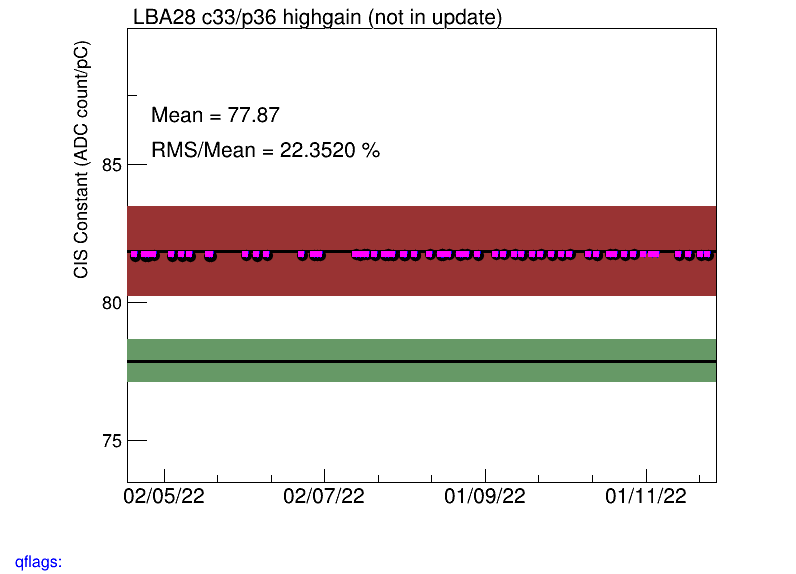 LBA28 c33/p36 highgain (not in update)
CIS Constant (ADC count/pC)
Mean = 77.87
RMS/Mean = 22.3520 %
85
80
75
02/05/22 02/07/22 01/09/22 01/11/22
qflags: